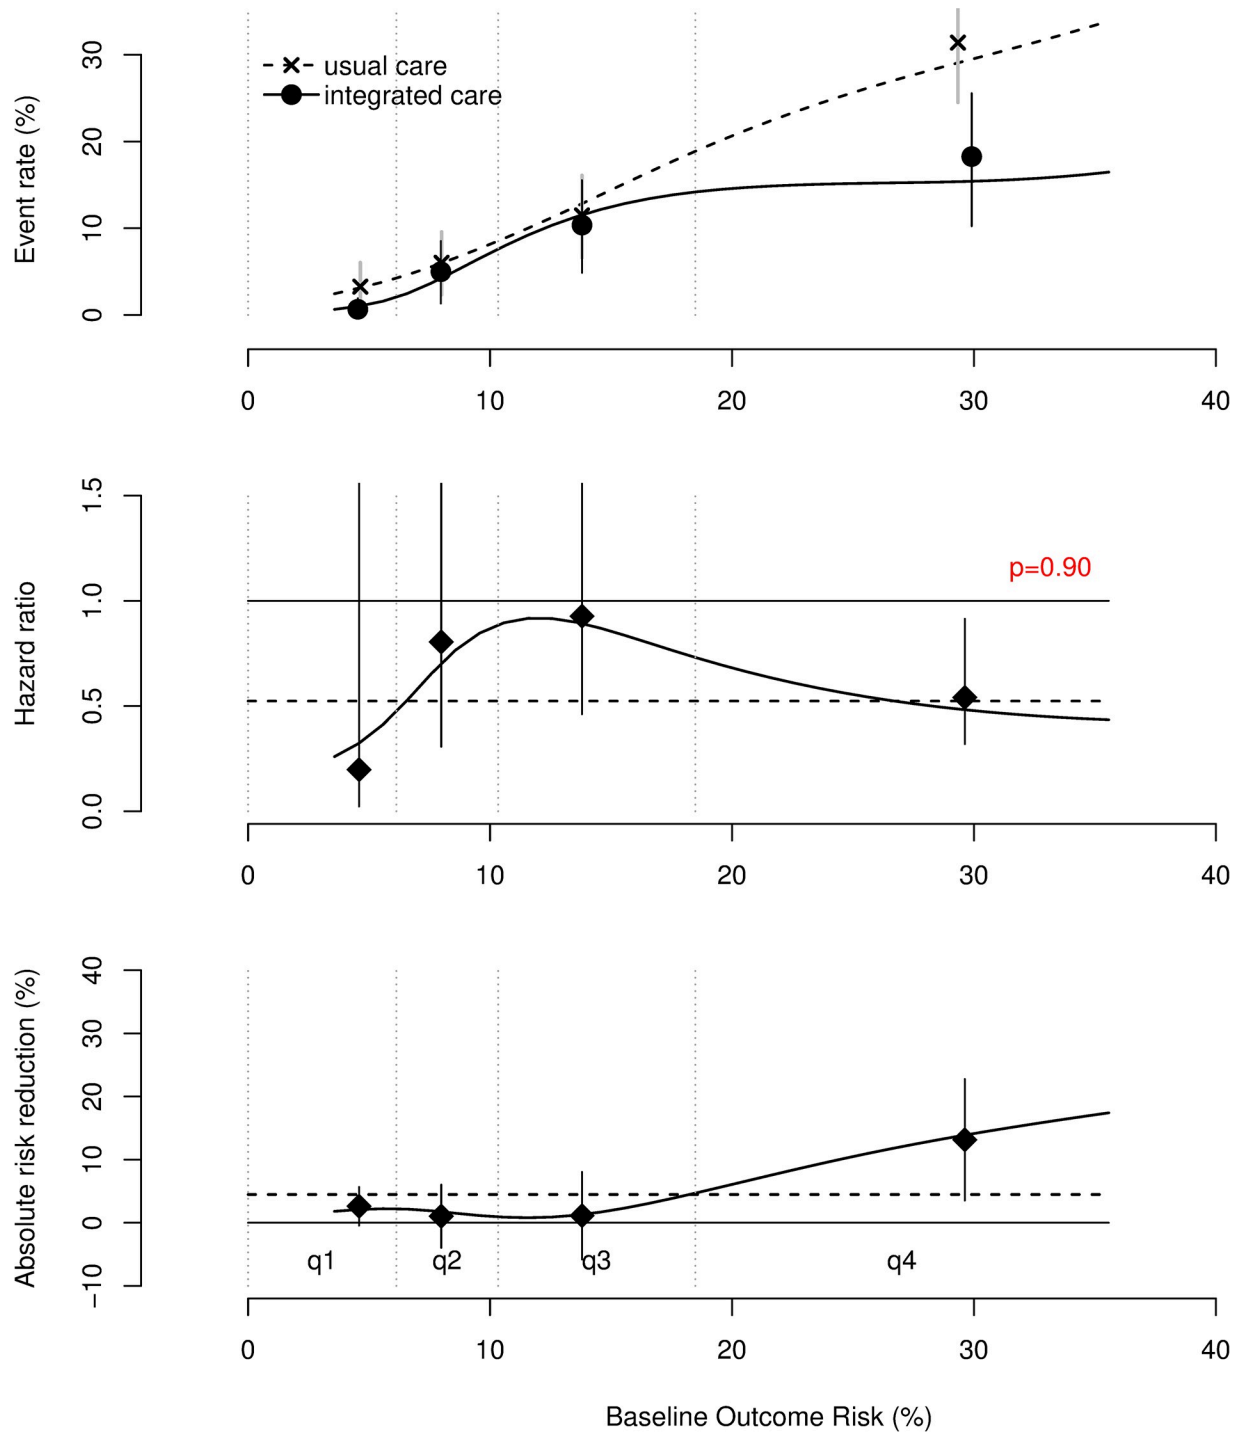 Event rate (%)
30
20
10
0
usual care
integrated care
0 10 20 30 40
Hazard ratio
1.5
1.0
0.5
0.0
p=0.90
0 10 20 30 40
Absolute risk reduction (%)
40
30
20
10
0
−10
q1 q2 q3 q4
0 10 20 30 40
Baseline Outcome Risk (%)